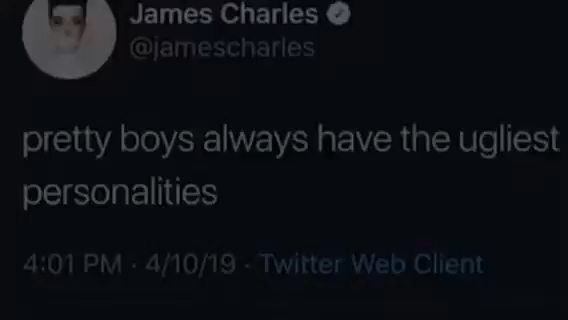 James Charles
@jamescharles
pretty boys always have the ugliest
personalities
4:01 PM · 4/10/19 · Twitter Web Client